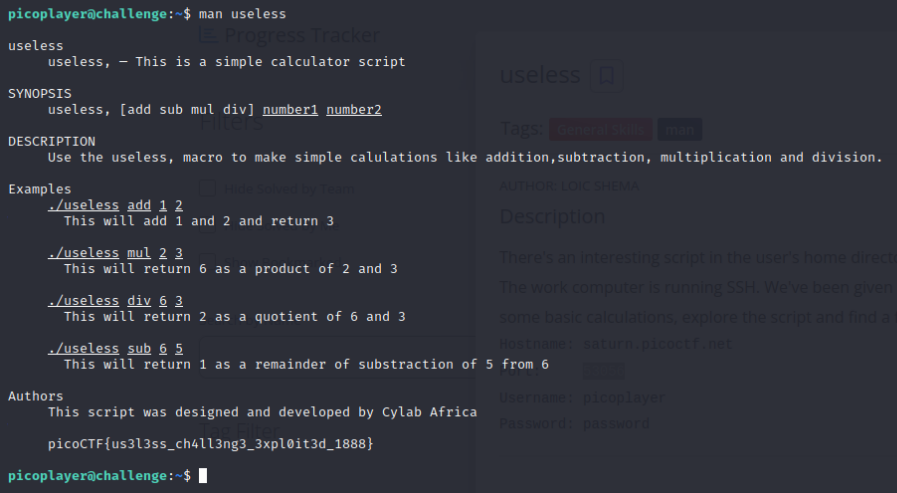 picoplayer@challenge:~$ man useless
useless
useless, — This is a simple calculator script
SYNOPSIS
useless, [add sub mul div] number1 number2
DESCRIPTION
Use the useless, macro to make simple calulations like addition,subtraction, multiplication and division.
Examples
./useless add 1 2
This will add 1 and 2 and return 3
./useless mul 2 3
This will return 6 as a product of 2 and 3
./useless div 6 3
This will return 2 as a quotient of 6 and 3
./useless sub 6 5
This will return 1 as a remainder of substraction of 5 from 6
Authors
This script was designed and developed by Cylab Africa
picoCTF{us3l3ss_ch4ll3ng3_3xpl0it3d_1888}
picoplayer@challenge:~$
Progress Tracker
Filters
Hide Solved by Team
Tag Filter
useless
Tags: General Skills man
AUTHOR: LOIC SHEMA
Description
There's an interesting script in the user's home direct
The work computer is running SSH. We've been given
some basic calculations, explore the script and find a
Hostname: saturn.picoctf.net
Port:
Username: picoplayer
Password: password